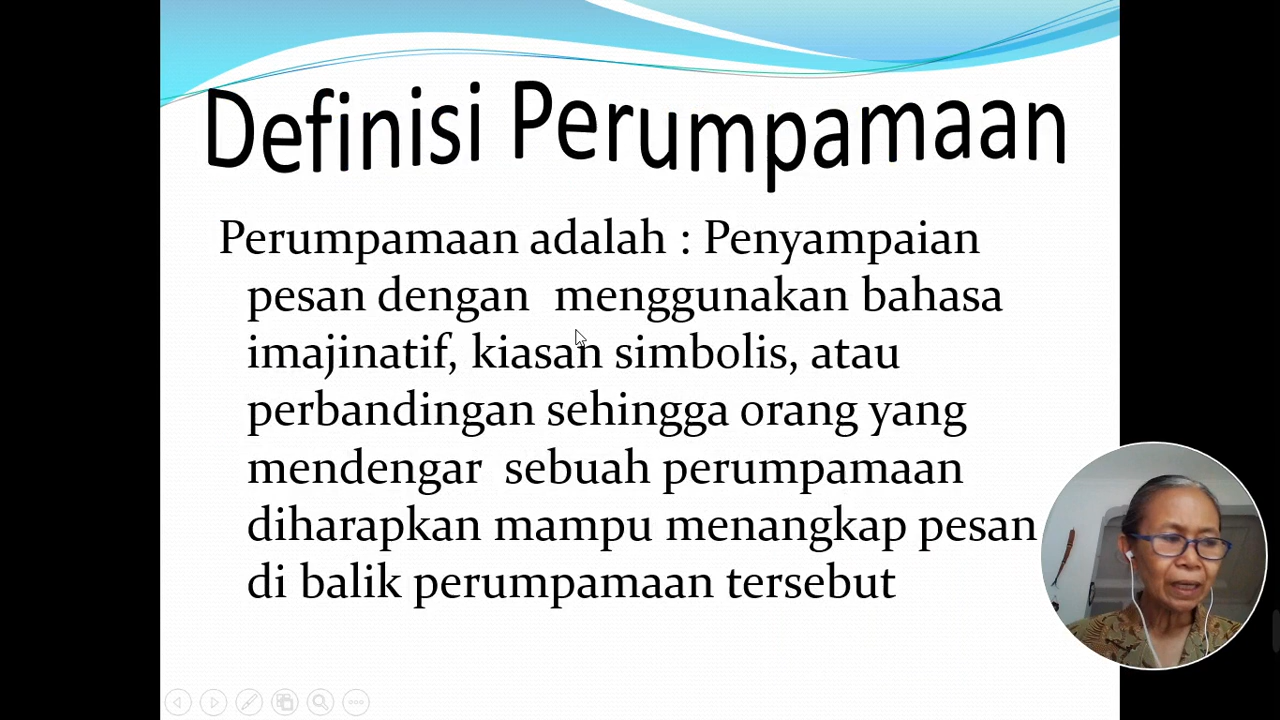 Definisi Perumpamaan
Perumpamaan adalah : Penyampaian
pesan dengan menggunakan bahasa
imajinatif, kiasan simbolis, atau
perbandingan sehingga orang yang
mendengar sebuah perumpamaan
diharapkan mampu menangkap pesan
di balik perumpamaan tersebut